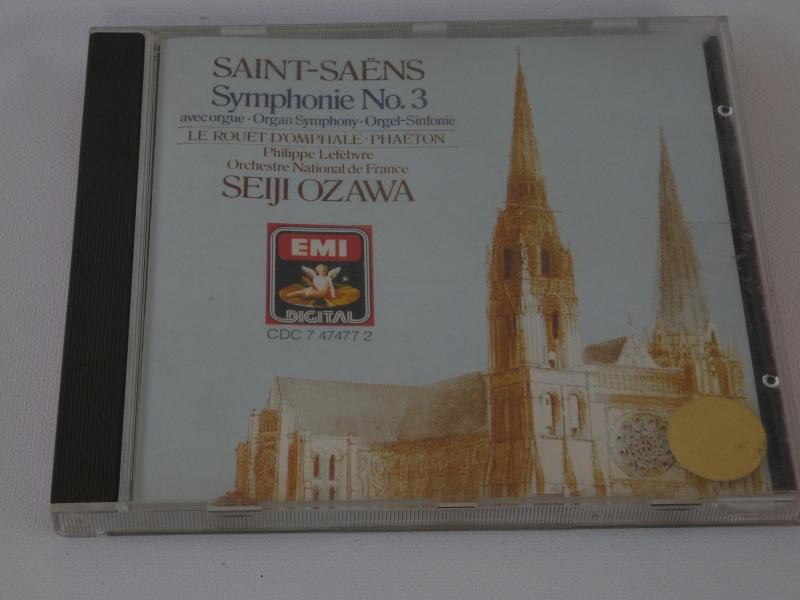 SAINT-SAËNS
Symphonie No. 3
avec orgue · Organ Symphony · Orgel-Sinfonie
LE ROUET D'OMPHALE · PHAÉTON
Philippe Lefèbvre
Orchestre National de France
SEIJI OZAWA
EMI
DIGITAL
CDC 7 47477 2